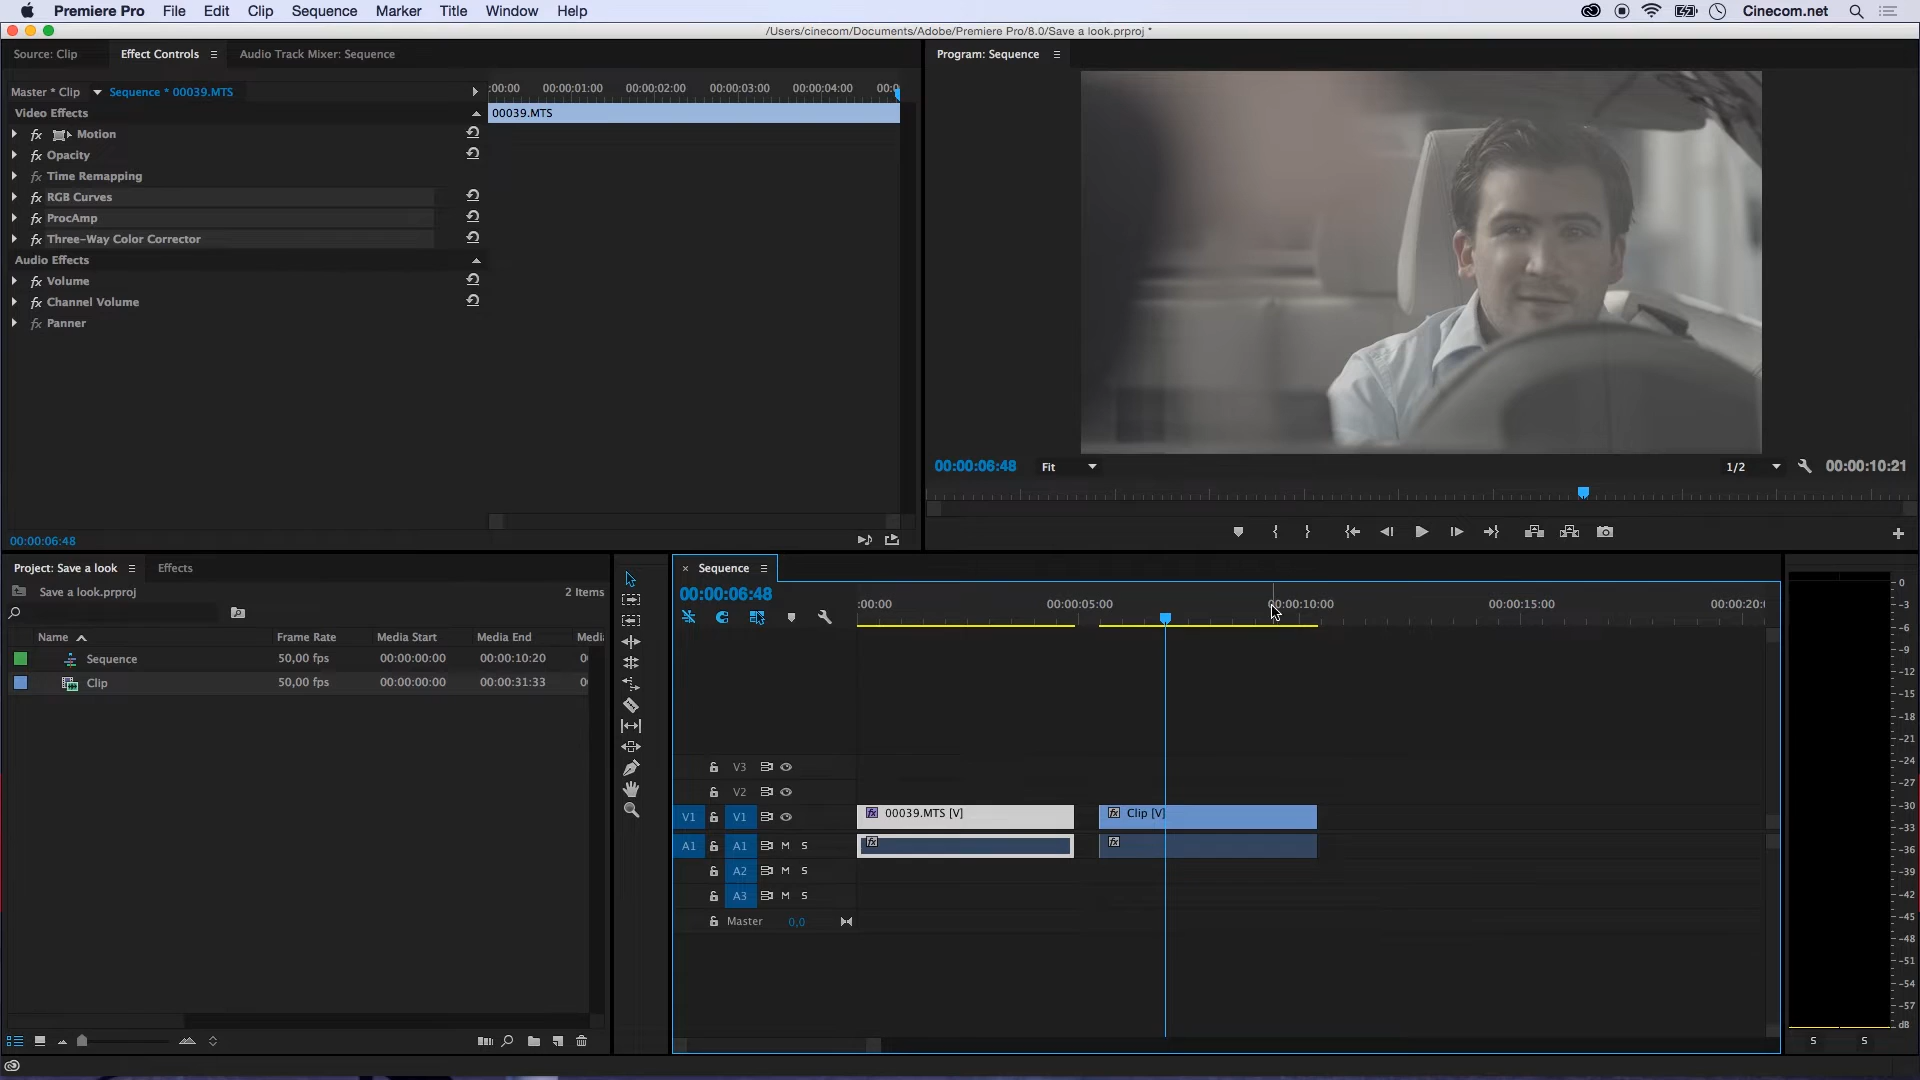 Premiere Pro File Edit Clip Sequence Marker Title Window Help Cinecom.net
/Users/cinecom/Documents/Adobe/Premiere Pro/8.0/Save a look.prproj *
Source: Clip Effect Controls Audio Track Mixer: Sequence
Program: Sequence
Master * Clip Sequence * 00039.MTS
:00:00 00:00:01:00 00:00:02:00 00:00:03:00 00:00:04:00 00:0
00039.MTS
Video Effects
fx Motion
fx Opacity
fx Time Remapping
fx RGB Curves
fx ProcAmp
fx Three-Way Color Corrector
Audio Effects
fx Volume
fx Channel Volume
fx Panner
00:00:06:48
00:00:06:48 Fit 1/2 00:00:10:21
Project: Save a look Effects
Save a look.prproj 2 Items
Name Frame Rate Media Start Media End Medi
Sequence 50,00 fps 00:00:00:00 00:00:10:20 0
Clip 50,00 fps 00:00:00:00 00:00:31:33 0
× Sequence
00:00:06:48
:00:00 00:00:05:00 00:00:10:00 00:00:15:00 00:00:20:
V3
V2
V1 V1 fx 00039.MTS [V] fx Clip [V]
A1 A1 M S fx fx
A2 M S
A3 M S
Master 0,0
0
-3
-6
-9
-12
-15
-18
-21
-24
-27
-30
-33
-36
-39
-42
-45
-48
-51
-54
-57
dB
S S